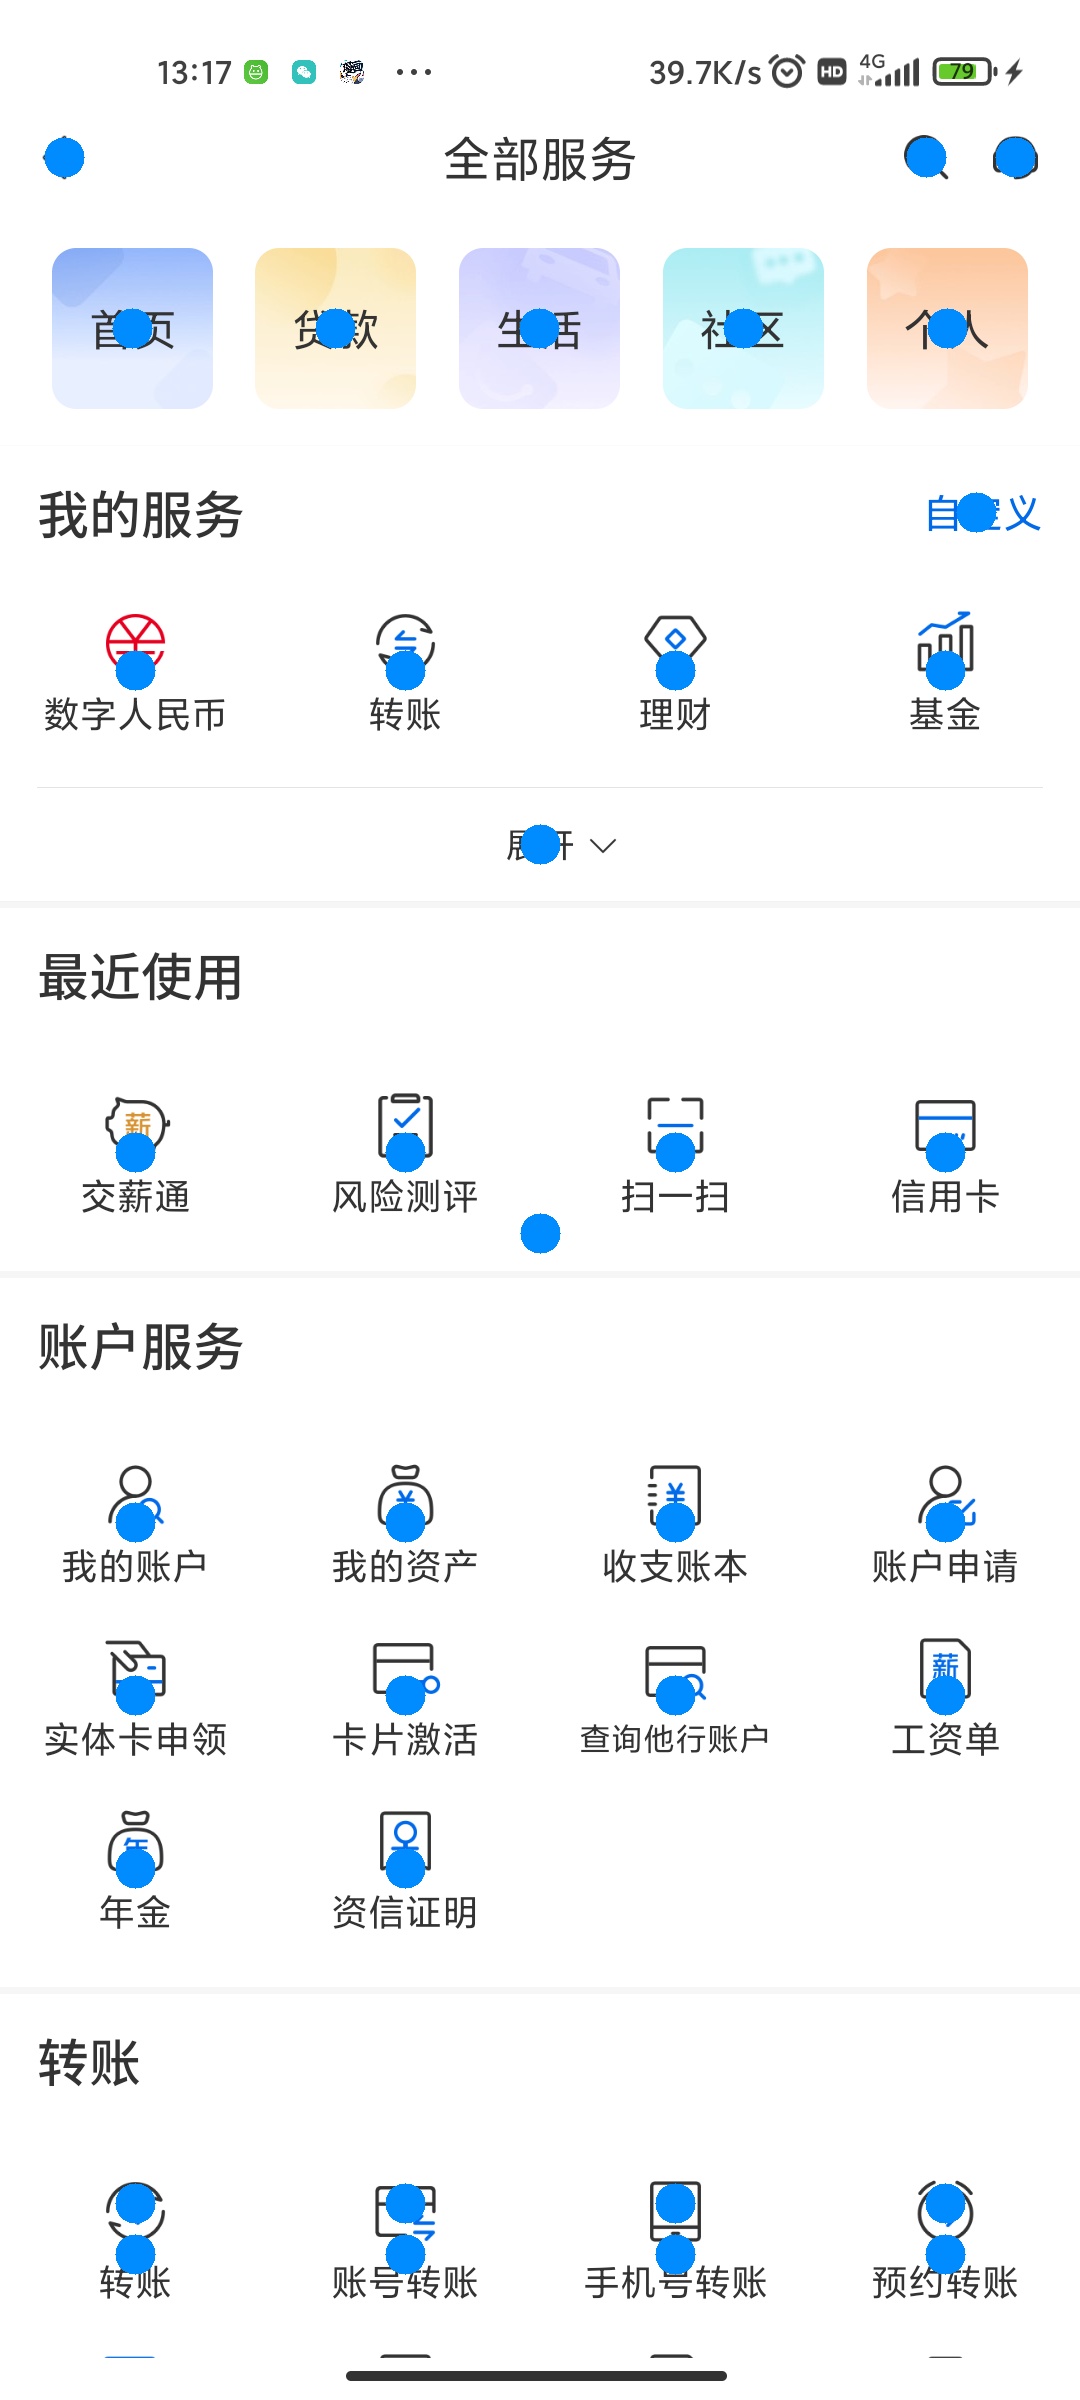 13:17 39.7K/s HD 4G 79
全部服务
首页 贷款 生活 社区 个人
我的服务 自定义
数字人民币 转账 理财 基金
展开
最近使用
薪
交薪通 风险测评 扫一扫 信用卡
账户服务
我的账户 我的资产 收支账本 账户申请
薪
实体卡申领 卡片激活 查询他行账户 工资单
年
年金 资信证明
转账
转账 账号转账 手机号转账 预约转账